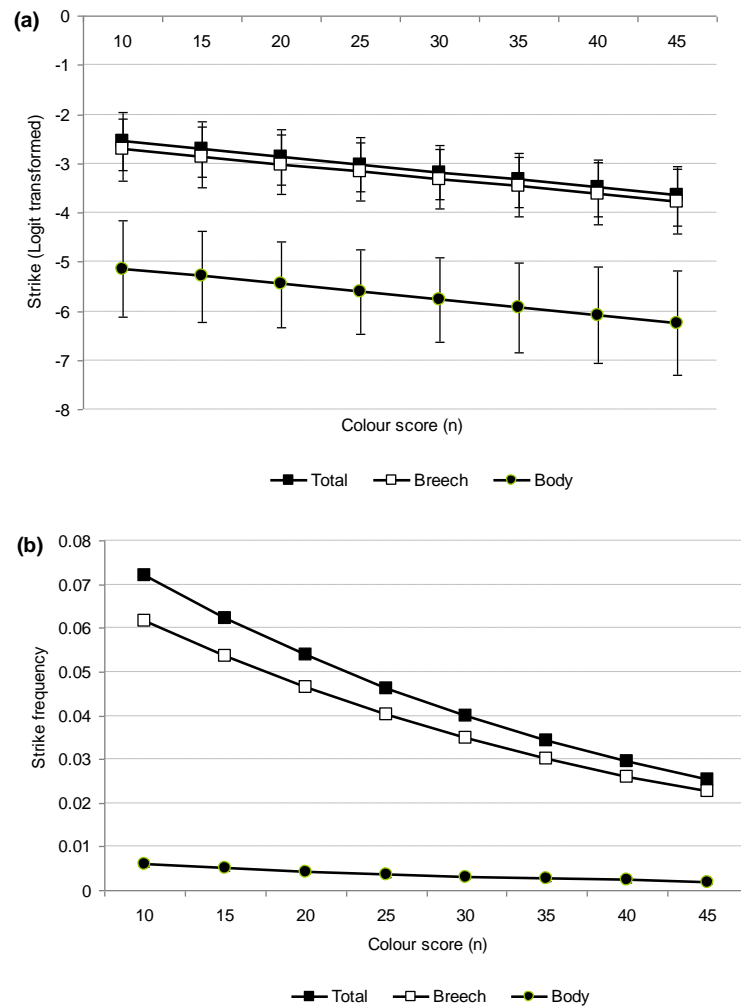 (a)
0
10 15 20 25 30 35 40 45
-1
-2
-3
-4
-5
-6
-7
-8
Strike (Logit transformed)
Colour score (n)
Total Breech Body
(b)
0.08
0.07
0.06
0.05
0.04
0.03
0.02
0.01
0
Strike frequency
10 15 20 25 30 35 40 45
Colour score (n)
Total Breech Body